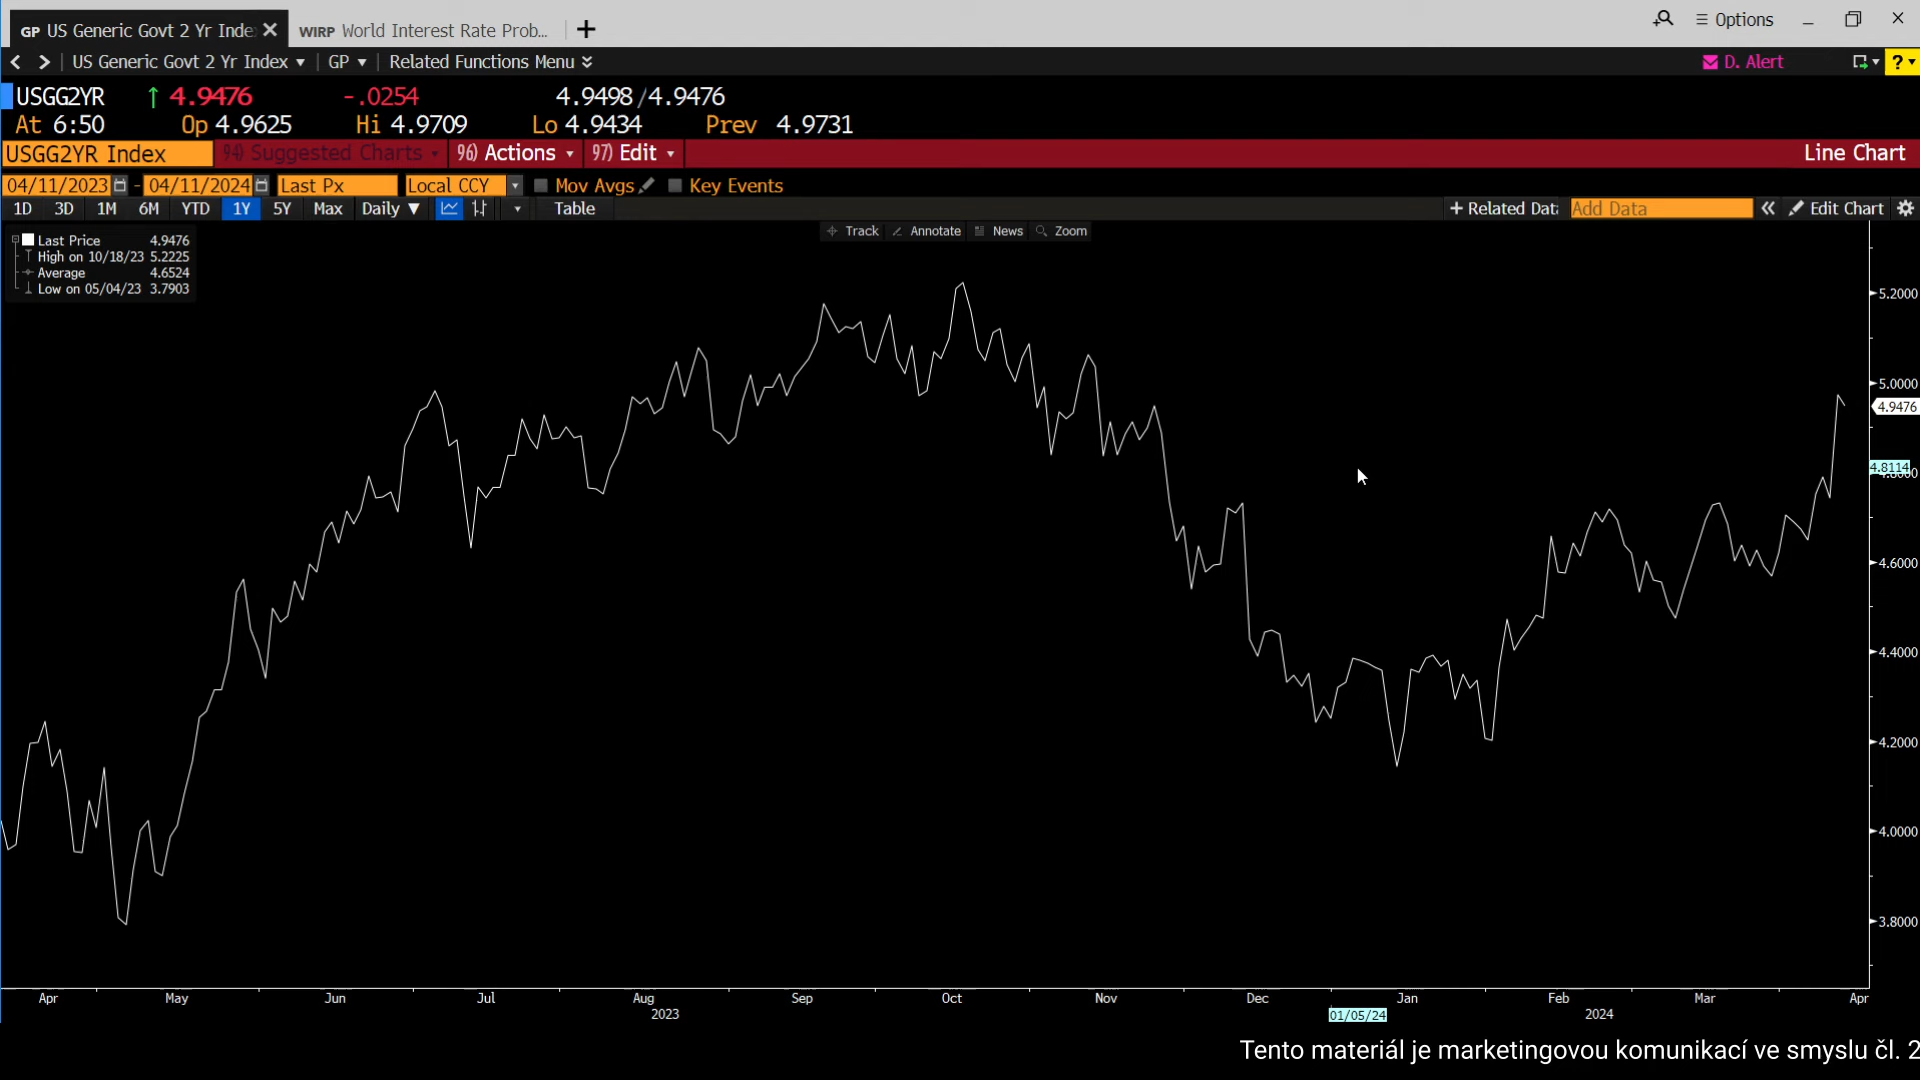 GP US Generic Govt 2 Yr Inde
WIRP World Interest Rate Prob...
Options
US Generic Govt 2 Yr Index GP Related Functions Menu
D. Alert
?
USGG2YR 4.9476 -.0254 4.9498/4.9476
At 6:50 Op 4.9625 Hi 4.9709 Lo 4.9434 Prev 4.9731
USGG2YR Index 94) Suggested Charts 96) Actions 97) Edit Line Chart
04/11/2023 - 04/11/2024 Last Px Local CCY Mov Avgs Key Events
1D 3D 1M 6M YTD 1Y 5Y Max Daily Table + Related Dat Add Data « Edit Chart
Track Annotate News Zoom
Last Price 4.9476
High on 10/18/23 5.2225
Average 4.6524
Low on 05/04/23 3.7903
5.2000
5.0000
4.9476
4.8114
4.6000
4.4000
4.2000
4.0000
3.8000
Apr May Jun Jul Aug Sep Oct Nov Dec Jan Feb Mar Apr
2023 01/05/24 2024
Tento materiál je marketingovou komunikací ve smyslu čl. 2